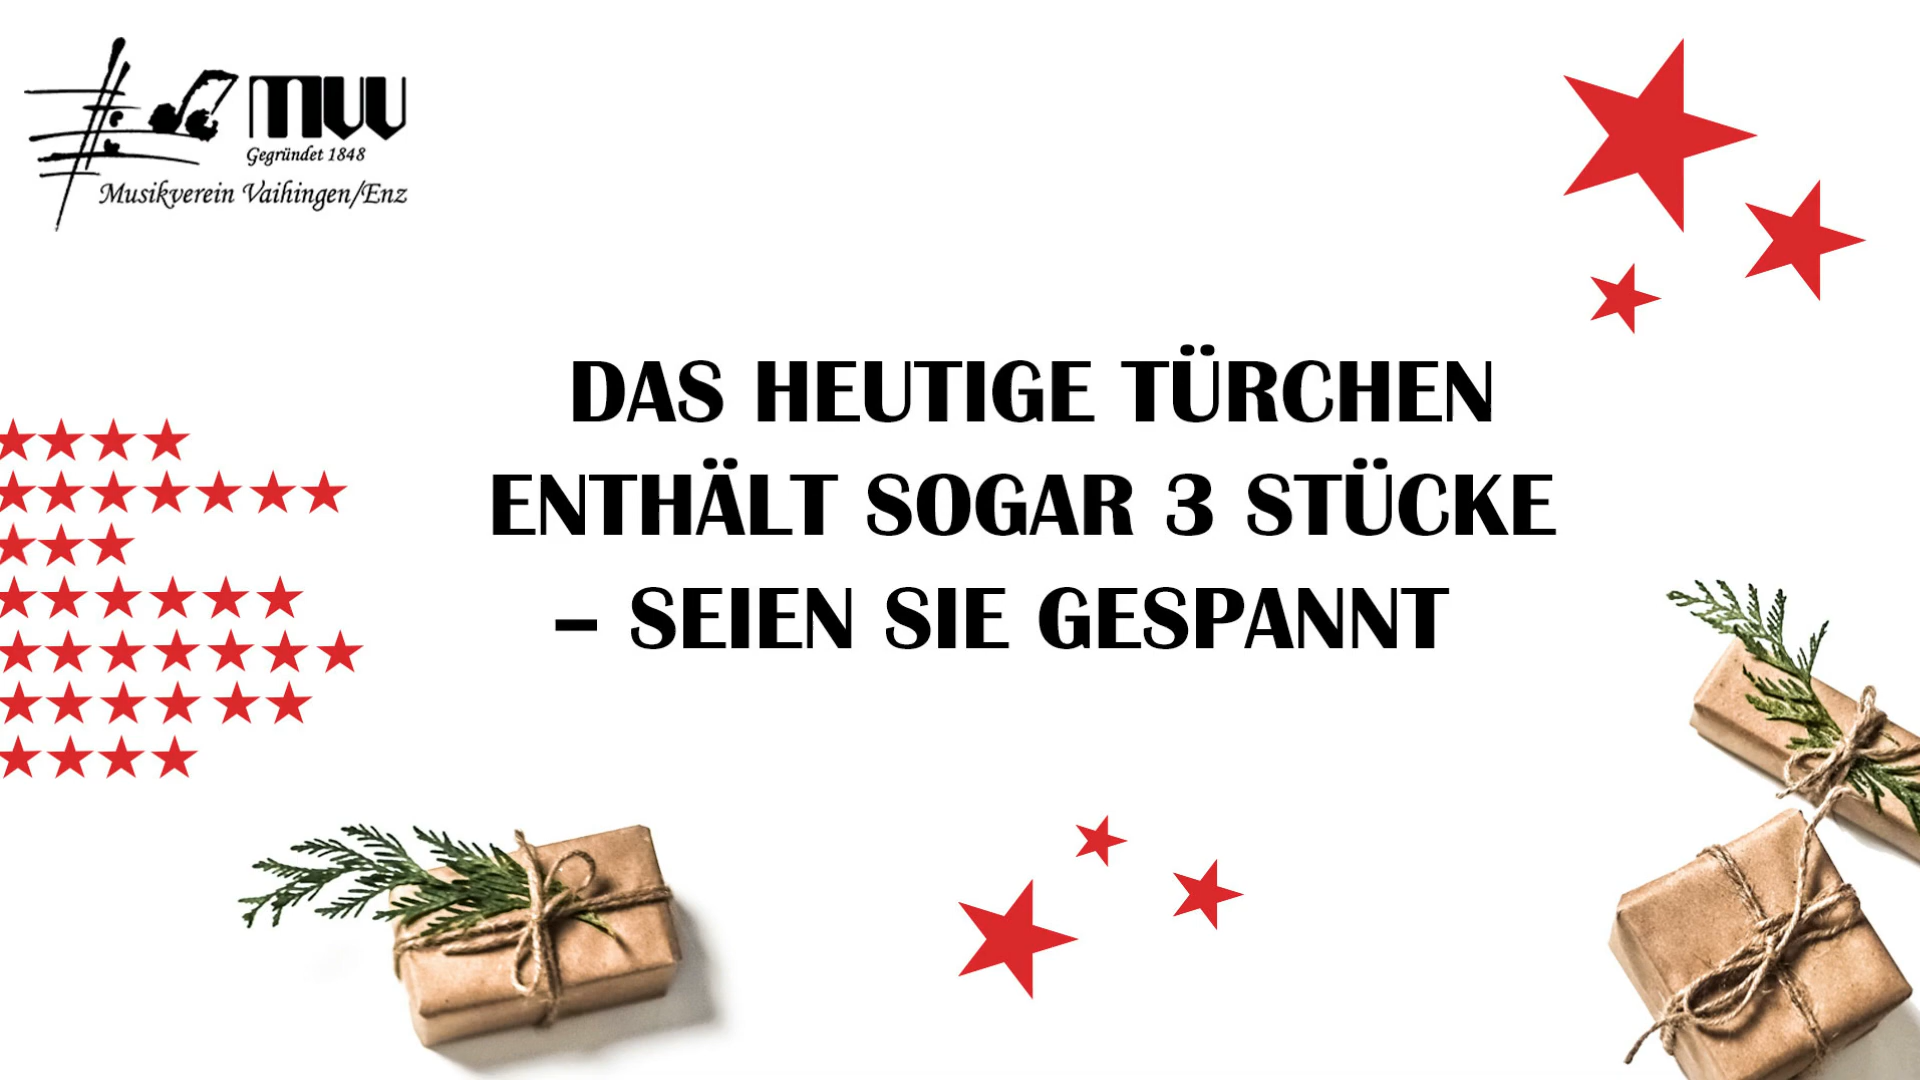 MVV
Gegründet 1848
Musikverein Vaihingen/Enz
DAS HEUTIGE TÜRCHEN
ENTHÄLT SOGAR 3 STÜCKE
– SEIEN SIE GESPANNT